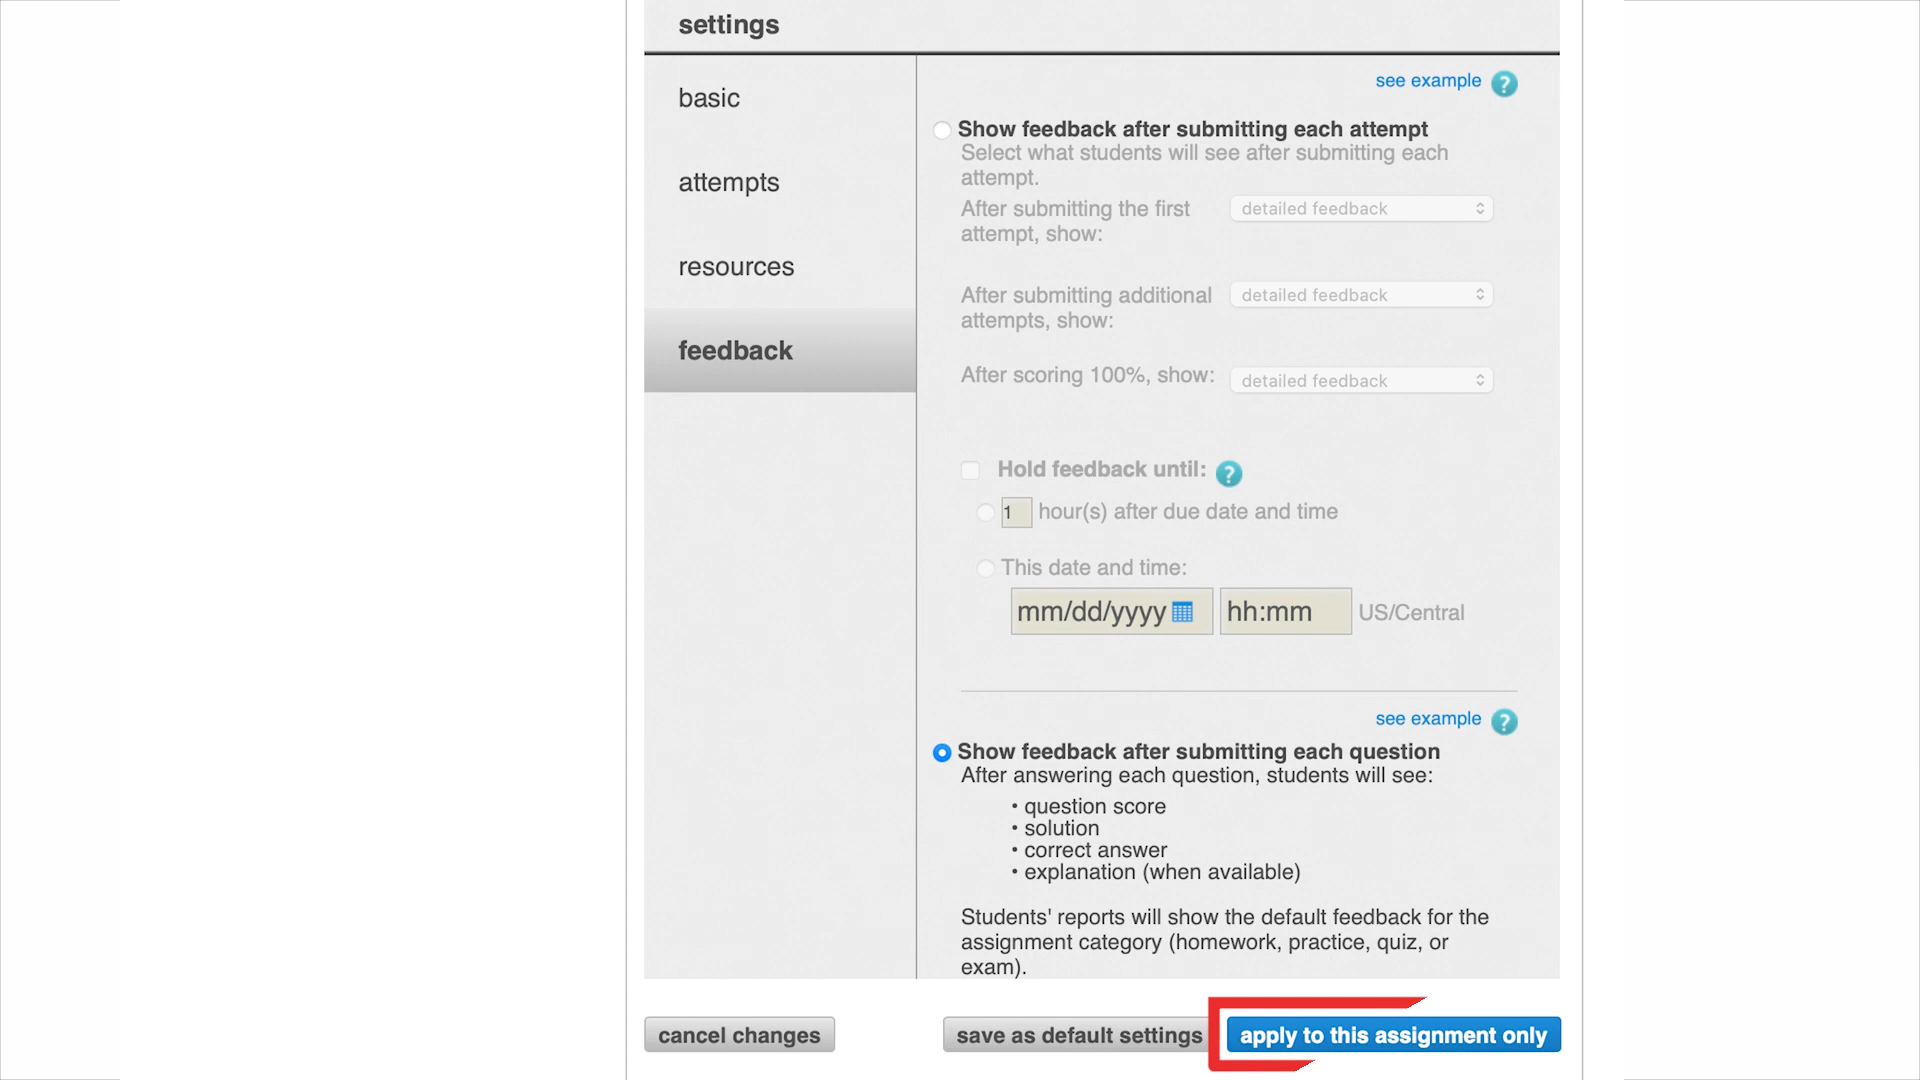 settings
basic
attempts
resources
feedback
see example ?
Show feedback after submitting each attempt
Select what students will see after submitting each
attempt.
After submitting the first
attempt, show:
detailed feedback
After submitting additional
attempts, show:
detailed feedback
After scoring 100%, show:
detailed feedback
Hold feedback until: ?
1 hour(s) after due date and time
This date and time:
mm/dd/yyyy hh:mm US/Central
see example ?
Show feedback after submitting each question
After answering each question, students will see:
• question score
• solution
• correct answer
• explanation (when available)
Students' reports will show the default feedback for the
assignment category (homework, practice, quiz, or
exam).
cancel changes
save as default settings
apply to this assignment only